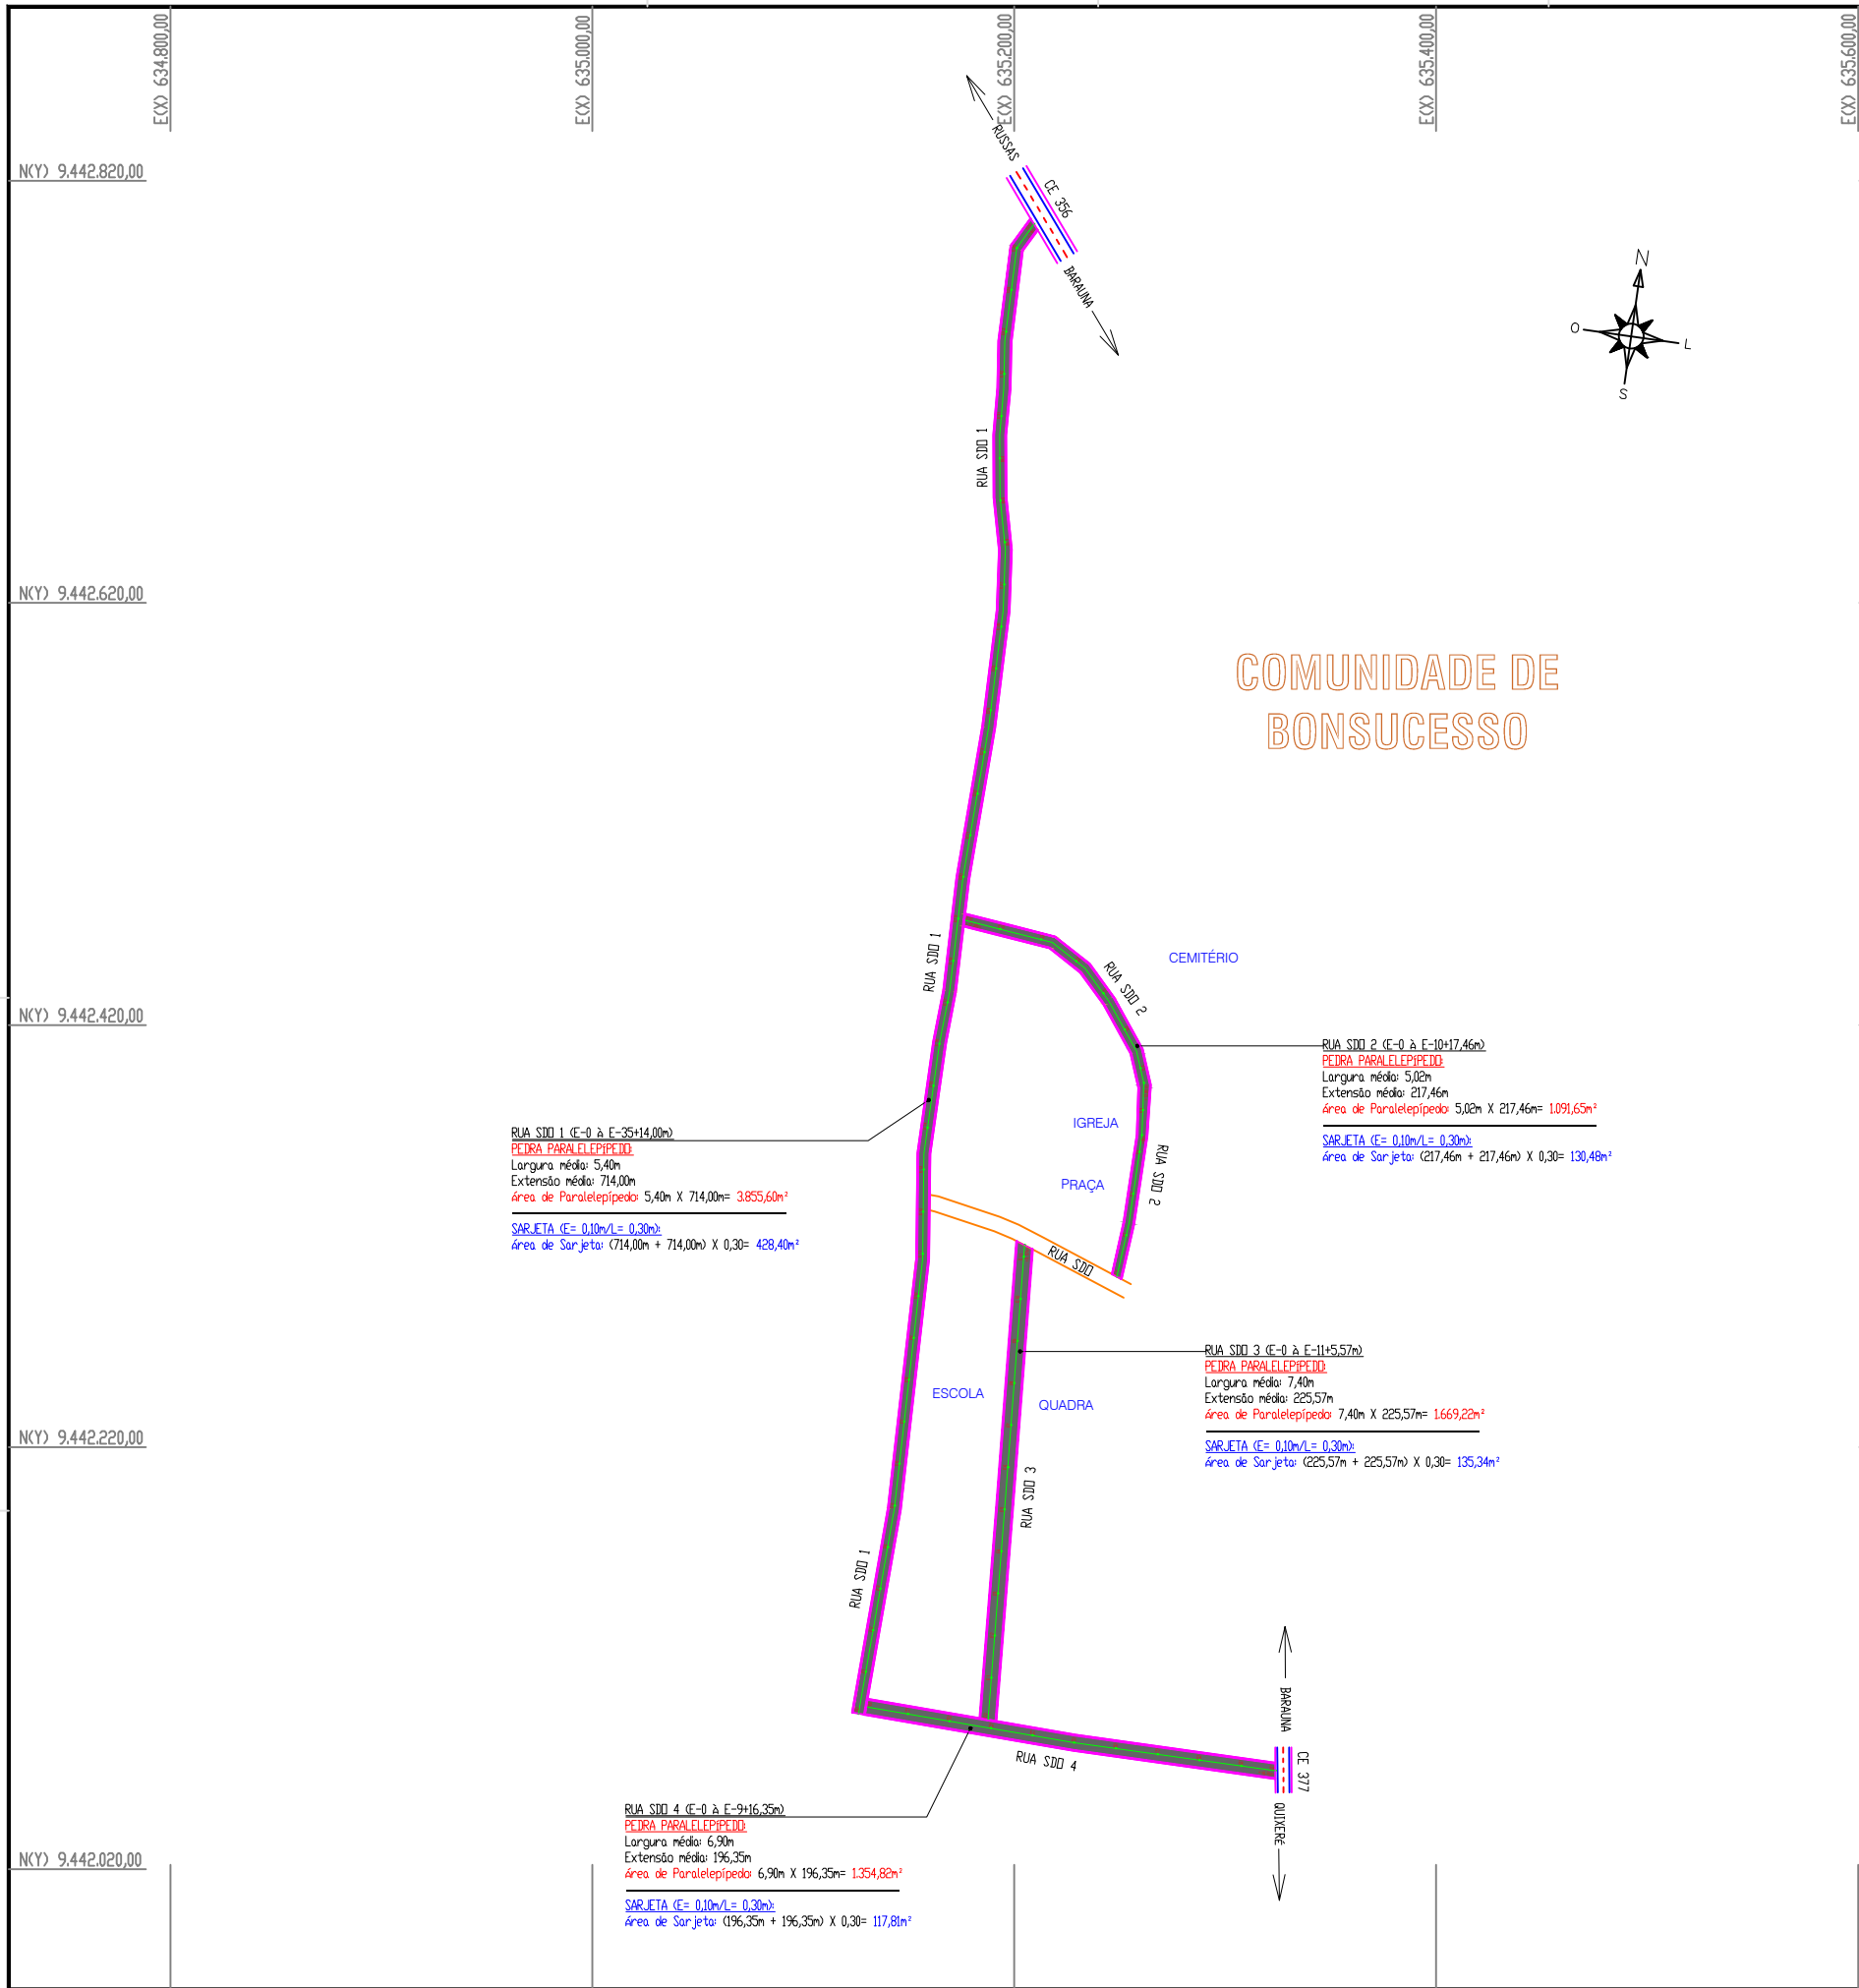 E(X) 634.800,00
E(X) 635.000,00
E(X) 635.200,00
E(X) 635.400,00
E(X) 635.600,00
N(Y) 9.442.820,00
RUSSAS
CE 356
BARAUNA
N
O
L
S
RUA SDO 1
N(Y) 9.442.620,00
COMUNIDADE DE
BONSUCESSO
RUA SDO 1
RUA SDO 2
CEMITÉRIO
N(Y) 9.442.420,00
RUA SDO 2 (E-0 à E-10+17,46m)
PEDRA PARALELEPÍPEDO:
Largura média: 5,02m
Extensão média: 217,46m
Área de Paralelepípedo: 5,02m X 217,46m= 1.091,65m²
SARJETA (E= 0,10m/L= 0,30m):
Área de Sarjeta: (217,46m + 217,46m) X 0,30= 130,48m²
IGREJA
RUA SDO 1 (E-0 à E-35+14,00m)
PEDRA PARALELEPÍPEDO:
Largura média: 5,40m
Extensão média: 714,00m
Área de Paralelepípedo: 5,40m X 714,00m= 3.855,60m²
SARJETA (E= 0,10m/L= 0,30m):
Área de Sarjeta: (714,00m + 714,00m) X 0,30= 428,40m²
PRAÇA
RUA SDO 2
RUA SDO
RUA SDO 3 (E-0 à E-11+5,57m)
PEDRA PARALELEPÍPEDO:
Largura média: 7,40m
Extensão média: 225,57m
Área de Paralelepípedo: 7,40m X 225,57m= 1.669,22m²
SARJETA (E= 0,10m/L= 0,30m):
Área de Sarjeta: (225,57m + 225,57m) X 0,30= 135,34m²
ESCOLA
QUADRA
N(Y) 9.442.220,00
RUA SDO 3
RUA SDO 1
BARAUNA
CE 377
QUIXERÉ
RUA SDO 4
RUA SDO 4 (E-0 à E-9+16,35m)
PEDRA PARALELEPÍPEDO:
Largura média: 6,90m
Extensão média: 196,35m
Área de Paralelepípedo: 6,90m X 196,35m= 1.354,82m²
SARJETA (E= 0,10m/L= 0,30m):
Área de Sarjeta: (196,35m + 196,35m) X 0,30= 117,81m²
N(Y) 9.442.020,00